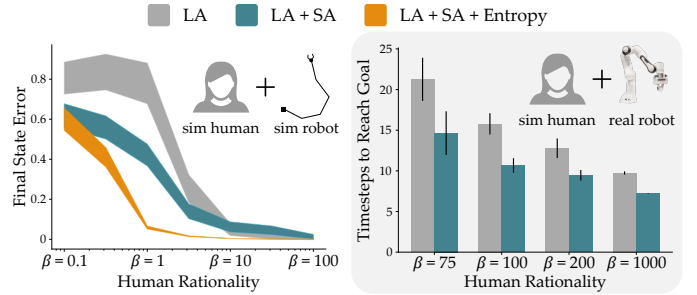 LA LA + SA LA + SA + Entropy
Final State Error
0.8
0.6
0.4
0.2
0
sim human + sim robot
β = 0.1 β = 1 β = 10 β = 100
Human Rationality
Timesteps to Reach Goal
25
20
15
10
5
0
sim human + real robot
β = 75 β = 100 β = 200 β = 1000
Human Rationality